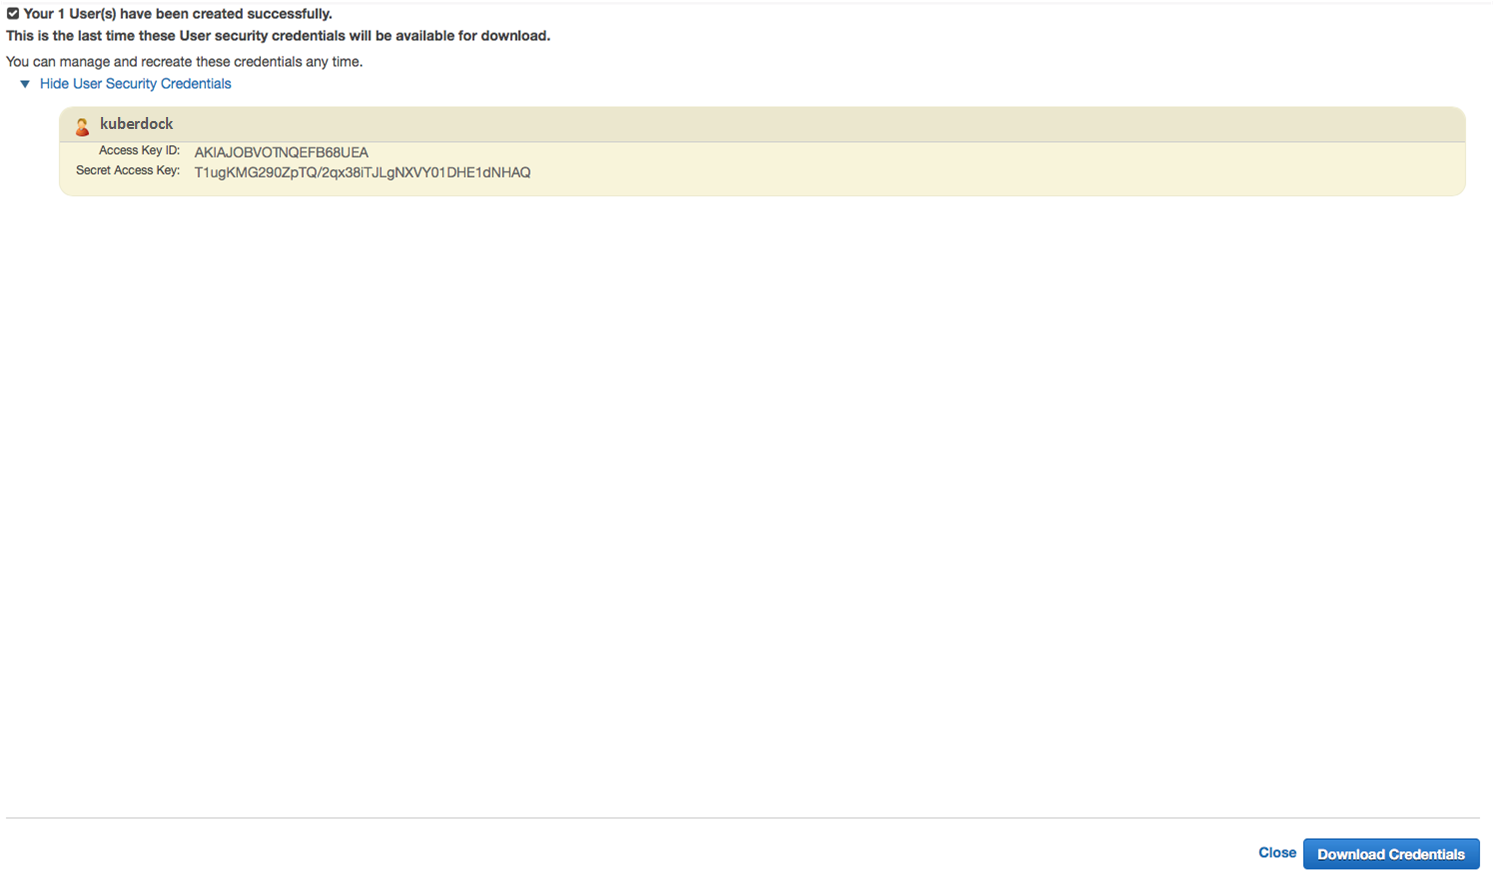 Your 1 User(s) have been created successfully.
This is the last time these User security credentials will be available for download.
You can manage and recreate these credentials any time.
Hide User Security Credentials
kuberdock
Access Key ID: AKIAJOBVOTNQEFB68UEA
Secret Access Key: T1ugKMG290ZpTQ/2qx38iTJLgNXVY01DHE1dNHAQ
Close Download Credentials